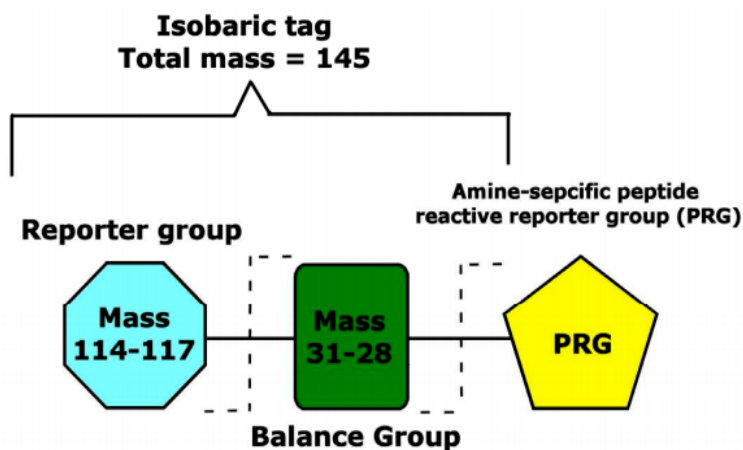 Isobaric tag
Total mass = 145
Amine-sepcific peptide
reactive reporter group (PRG)
Reporter group
Mass
114-117
Mass
31-28
PRG
Balance Group